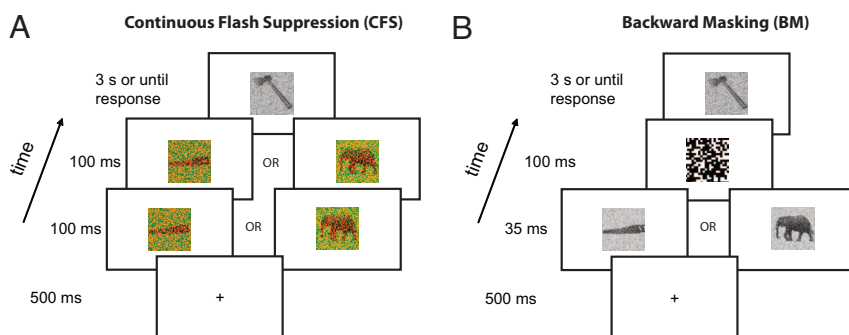 A
Continuous Flash Suppression (CFS)
3 s or until
response
time
100 ms
OR
100 ms
OR
500 ms
+
B
Backward Masking (BM)
3 s or until
response
time
100 ms
35 ms
OR
500 ms
+